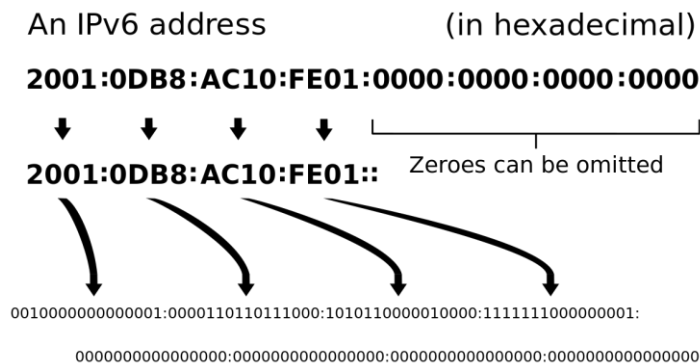 An IPv6 address (in hexadecimal)
2001:0DB8:AC10:FE01:0000:0000:0000:0000
2001:0DB8:AC10:FE01::
Zeroes can be omitted
0010000000000001:0000110110111000:1010110000010000:1111111000000001:
0000000000000000:0000000000000000:0000000000000000:0000000000000000